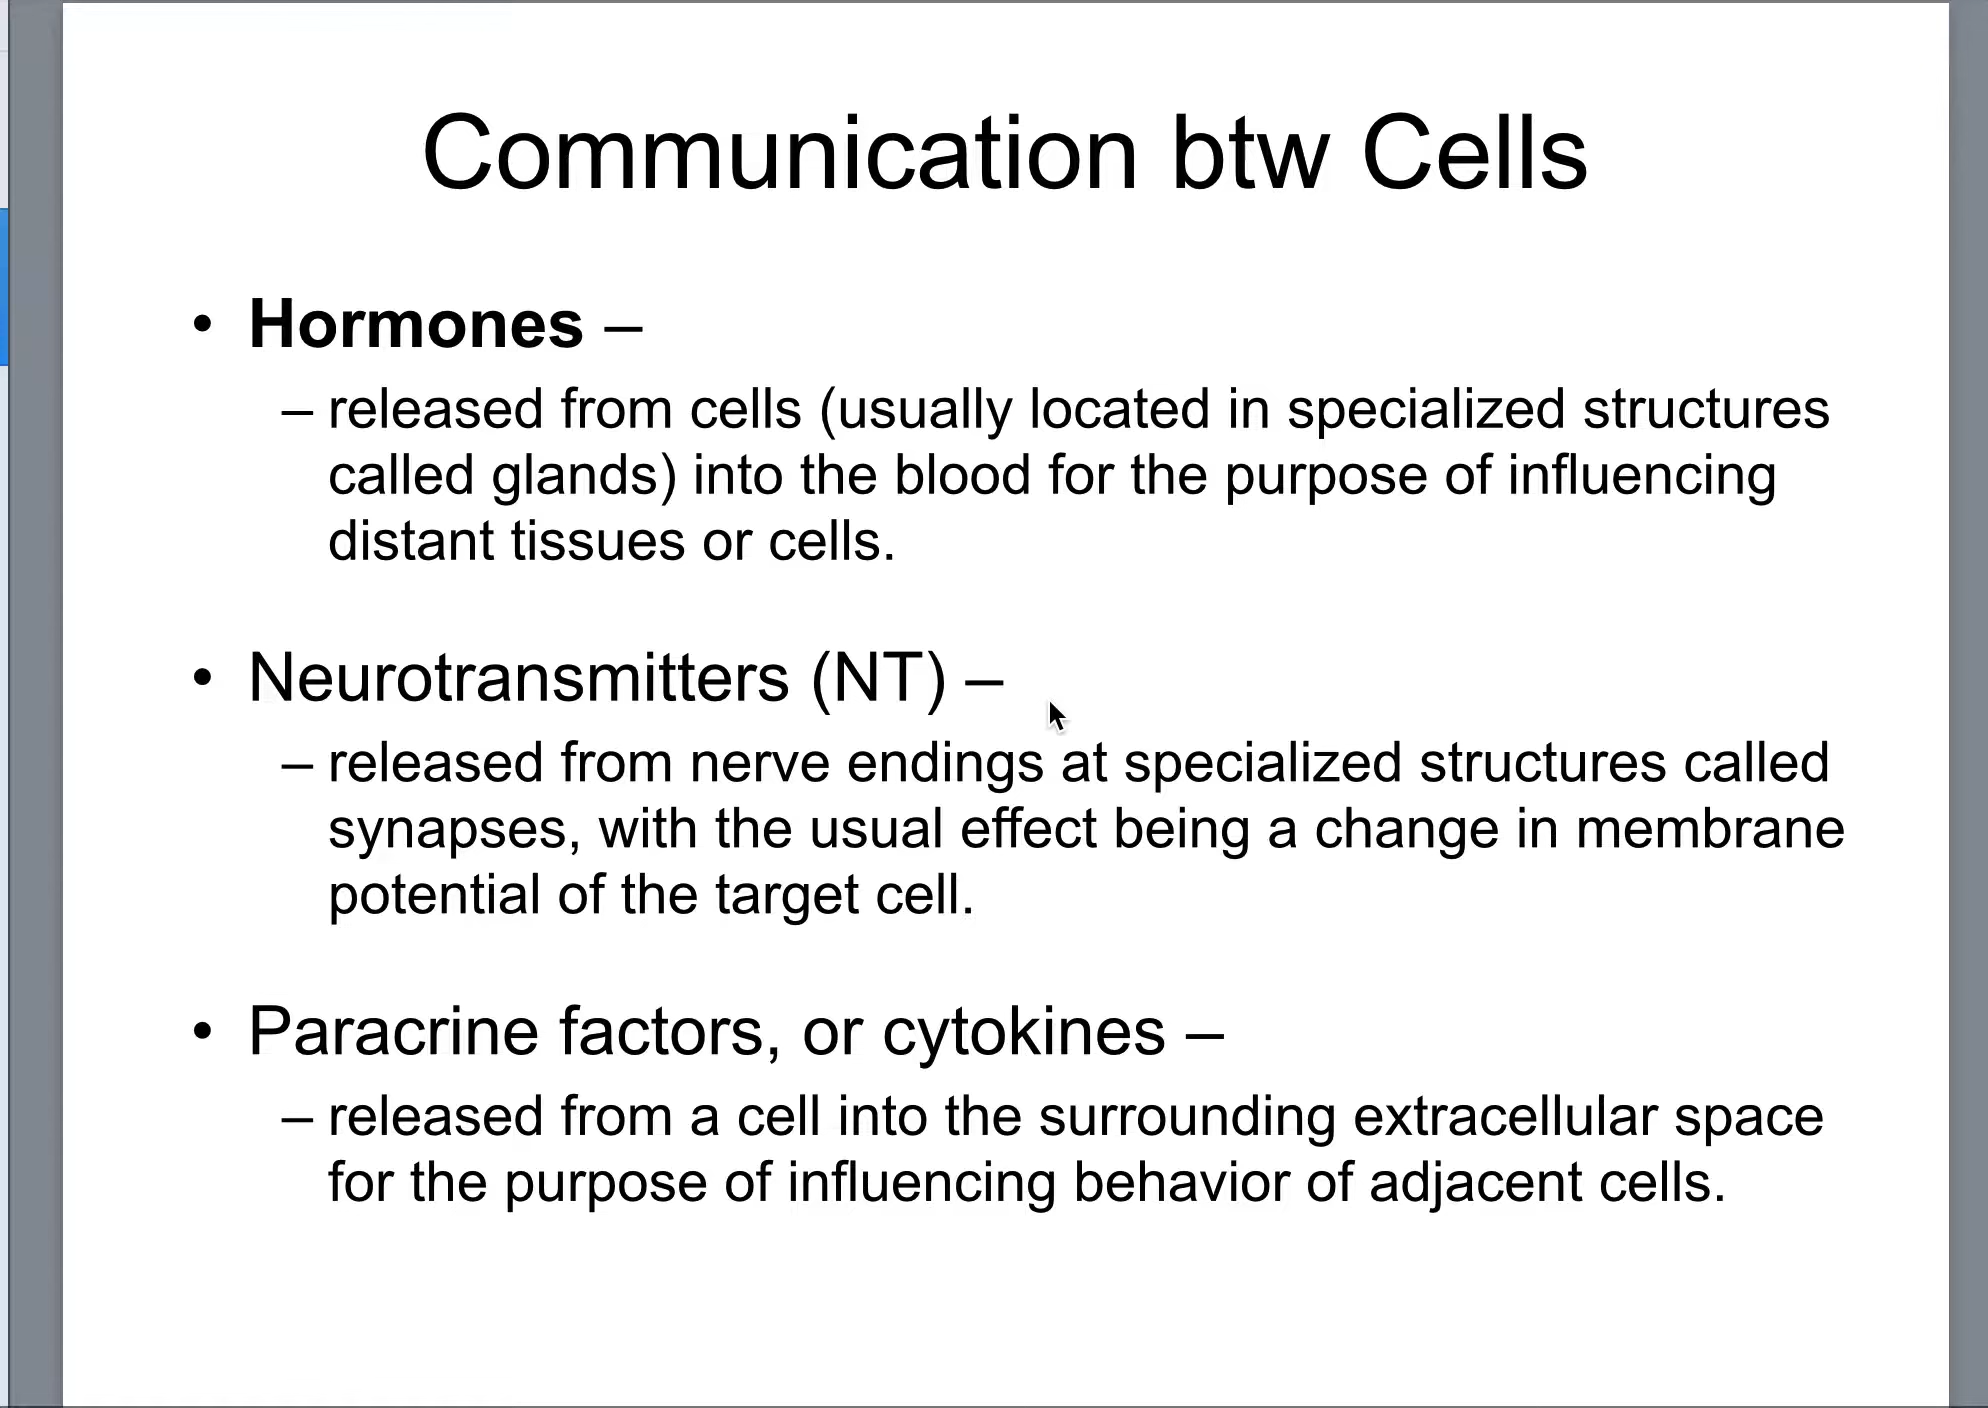 Communication btw Cells
• Hormones –
– released from cells (usually located in specialized structures
called glands) into the blood for the purpose of influencing
distant tissues or cells.
• Neurotransmitters (NT) –
– released from nerve endings at specialized structures called
synapses, with the usual effect being a change in membrane
potential of the target cell.
• Paracrine factors, or cytokines –
– released from a cell into the surrounding extracellular space
for the purpose of influencing behavior of adjacent cells.